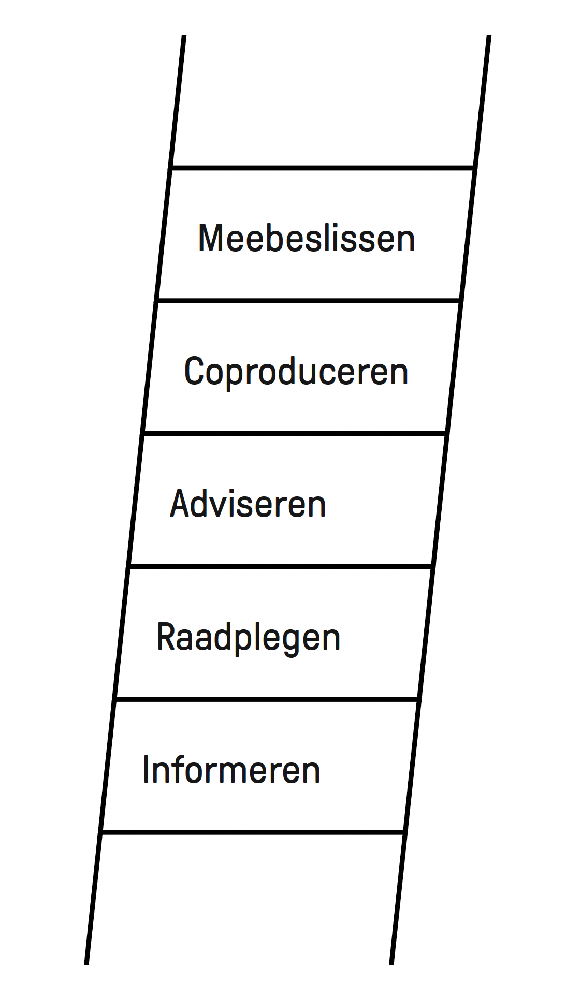 Meebeslissen
Coproduceren
Adviseren
Raadplegen
Informeren